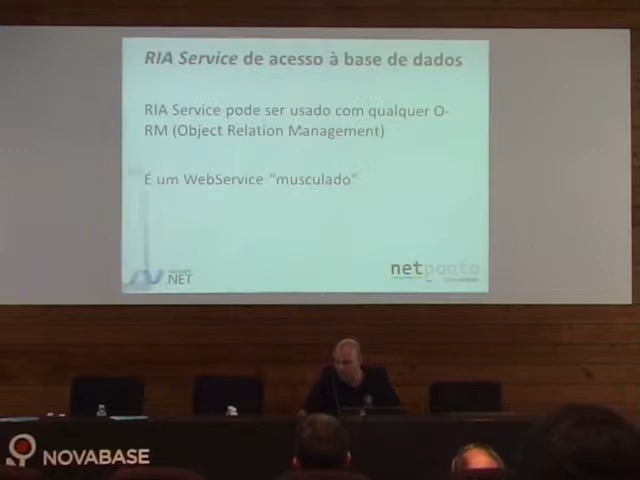 RIA Service de acesso à base de dados
RIA Service pode ser usado com qualquer O-
RM (Object Relation Management)
É um WebService "musculado"
.NET
netponto
NOVABASE